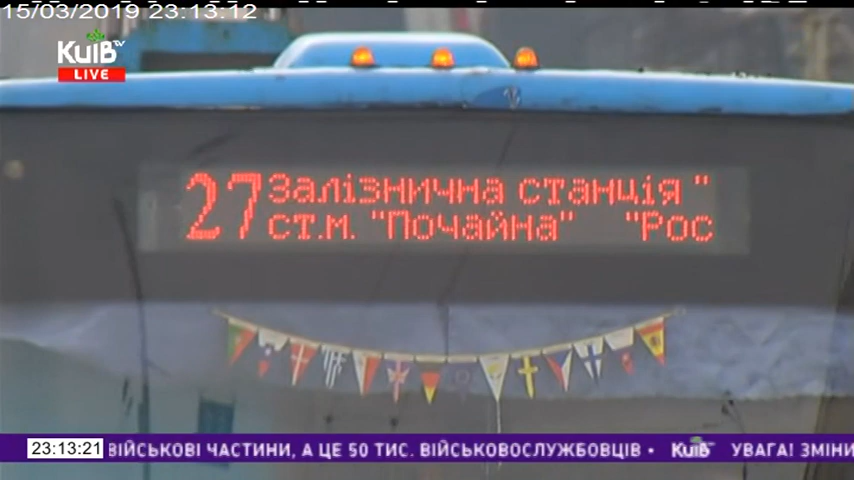 15/03/2019 23:13:12
КиїВ TV
LIVE
27 Залізнична станція "
ст.м. "Почайна" "Рос
23:13:21 ВІЙСЬКОВІ ЧАСТИНИ, А ЦЕ 50 ТИС. ВІЙСЬКОВОСЛУЖБОВЦІВ • КиїВ УВАГА! ЗМІНИ